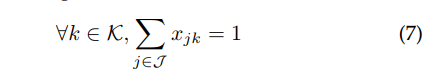 ∀k ∈ 𝒦, ∑_{j∈𝒥} x_{jk} = 1 (7)